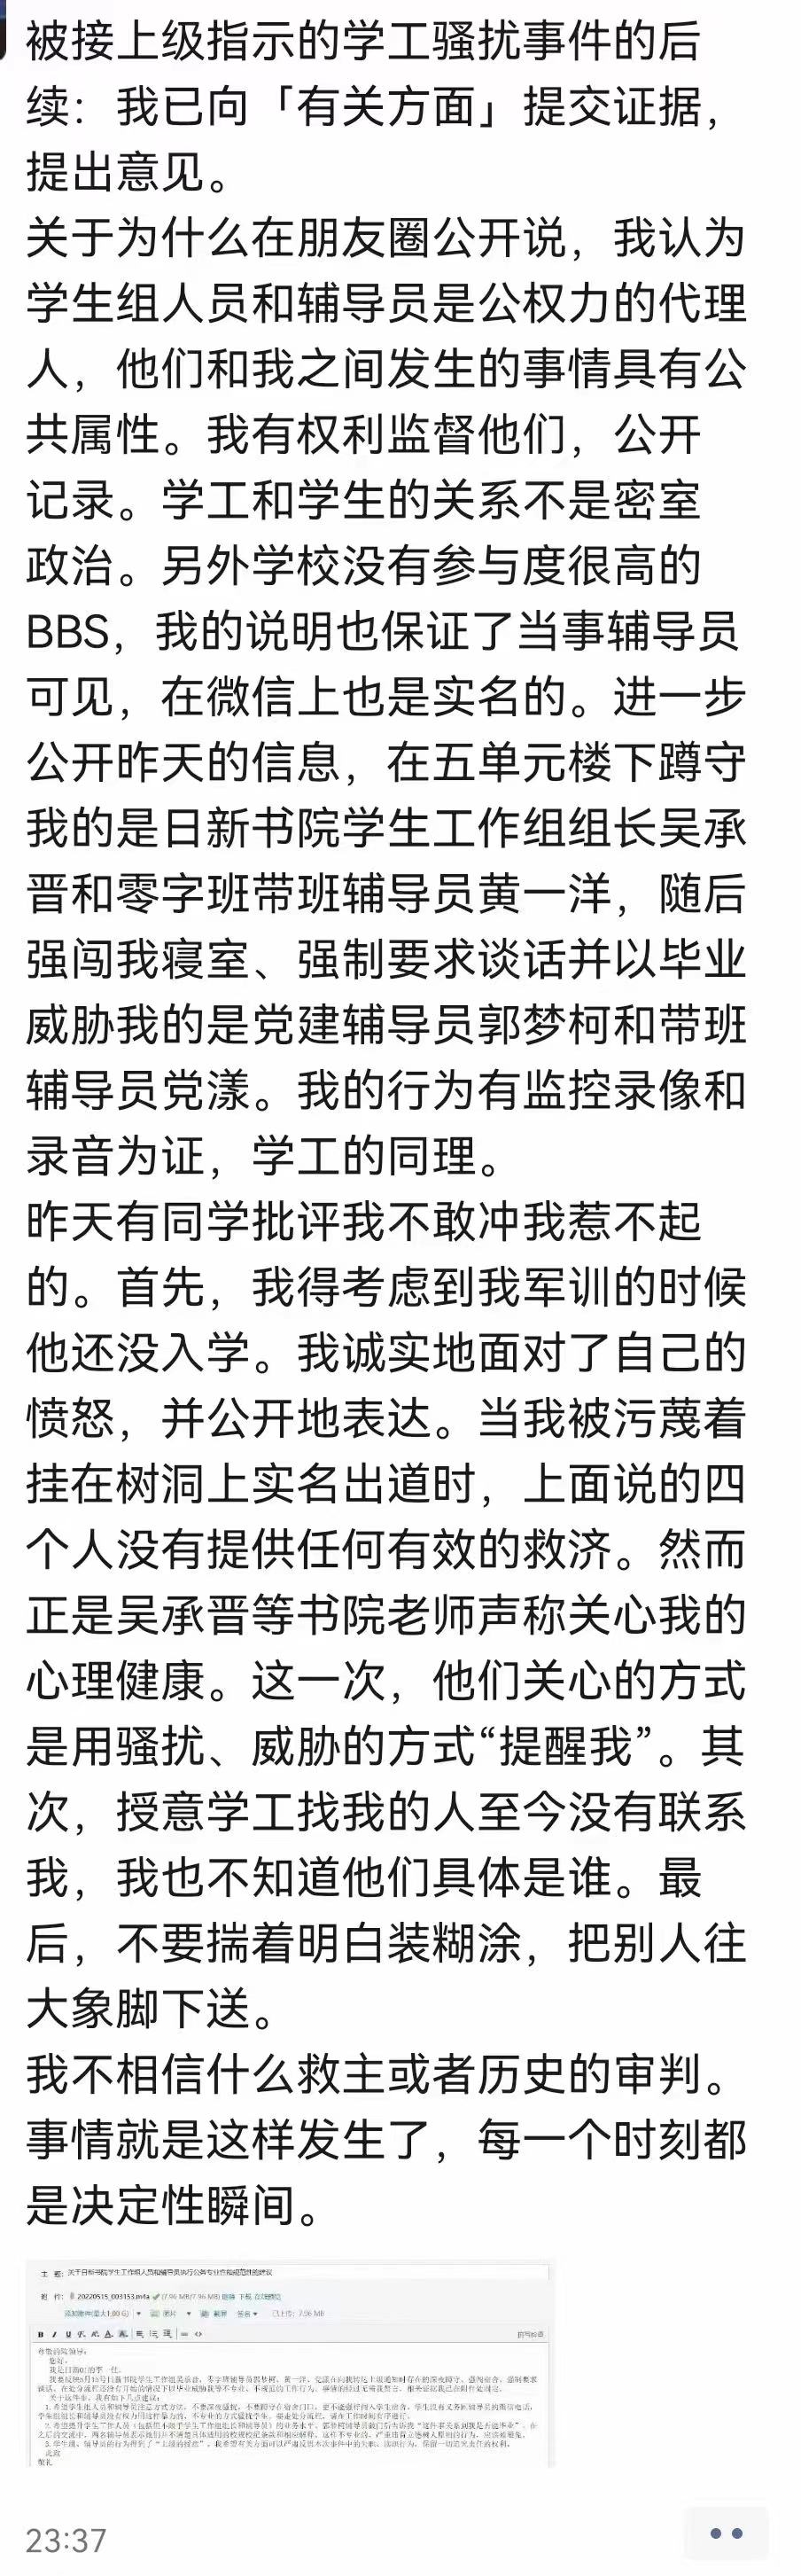 被接上级指示的学工骚扰事件的后
续：我已向「有关方面」提交证据，
提出意见。
关于为什么在朋友圈公开说，我认为
学生组人员和辅导员是公权力的代理
人，他们和我之间发生的事情具有公
共属性。我有权利监督他们，公开
记录。学工和学生的关系不是密室
政治。另外学校没有参与度很高的
BBS，我的说明也保证了当事辅导员
可见，在微信上也是实名的。进一步
公开昨天的信息，在五单元楼下蹲守
我的是日新书院学生工作组组长吴承
晋和零字班带班辅导员黄一洋，随后
强闯我寝室、强制要求谈话并以毕业
威胁我的是党建辅导员郭梦柯和带班
辅导员党漾。我的行为有监控录像和
录音为证，学工的同理。
昨天有同学批评我不敢冲我惹不起
的。首先，我得考虑到我军训的时候
他还没入学。我诚实地面对了自己的
愤怒，并公开地表达。当我被污蔑着
挂在树洞上实名出道时，上面说的四
个人没有提供任何有效的救济。然而
正是吴承晋等书院老师声称关心我的
心理健康。这一次，他们关心的方式
是用骚扰、威胁的方式“提醒我”。其
次，授意学工找我的人至今没有联系
我，我也不知道他们具体是谁。最
后，不要揣着明白装糊涂，把别人往
大象脚下送。
我不相信什么救主或者历史的审判。
事情就是这样发生了，每一个时刻都
是决定性瞬间。
主 题：关于日新书院学生工作组人员和辅导员执行公务专业性和规范性的建议
20220515_003153.m4a (7.96 MB/7.96 MB) 删除
已上传：7.96 MB
您好，
此致
敬礼
23:37